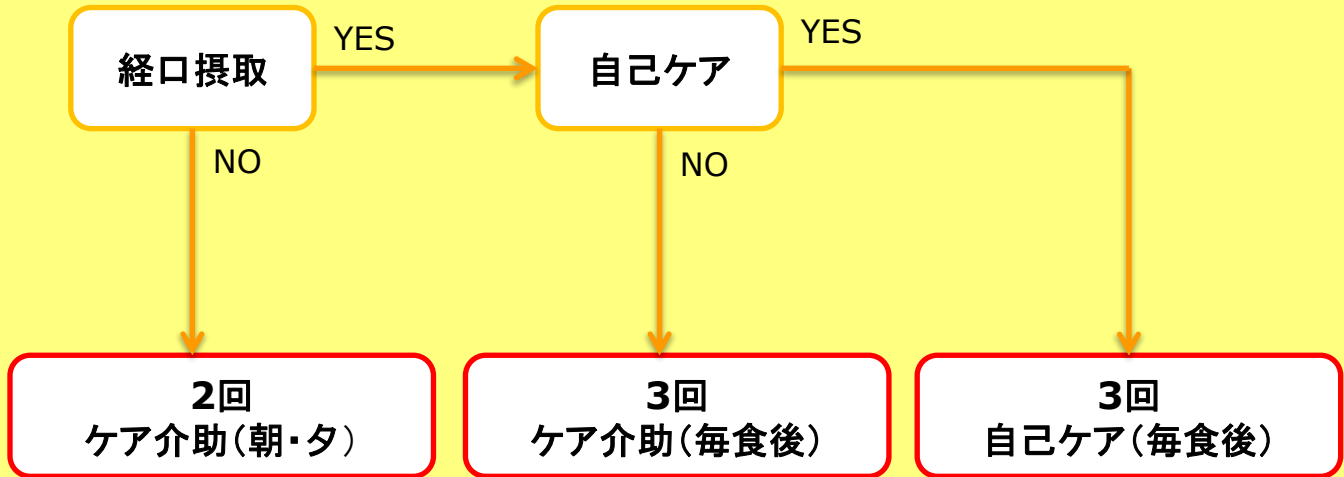 経口摂取
YES
自己ケア
YES
NO
NO
2回
ケア介助(朝・夕)
3回
ケア介助(毎食後)
3回
自己ケア(毎食後)